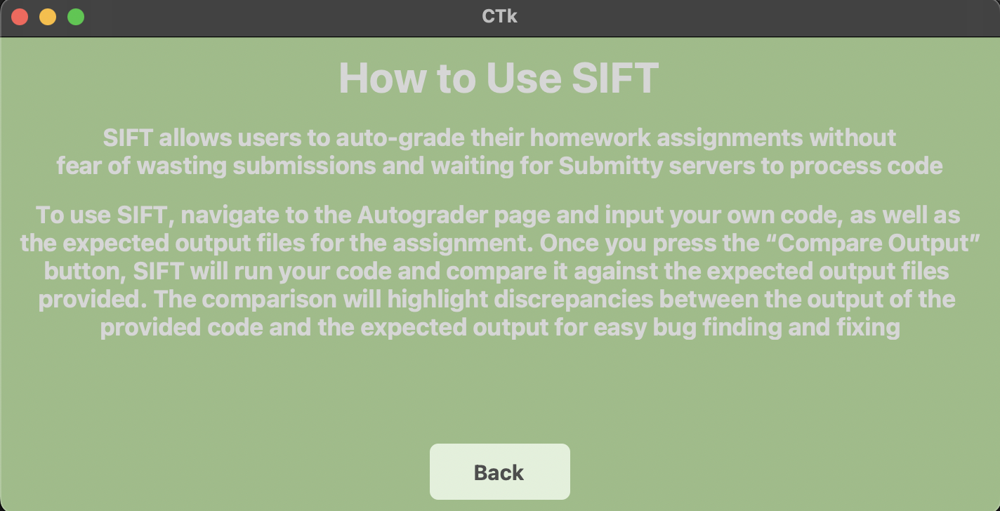 CTk
How to Use SIFT
SIFT allows users to auto-grade their homework assignments without
fear of wasting submissions and waiting for Submitty servers to process code
To use SIFT, navigate to the Autograder page and input your own code, as well as
the expected output files for the assignment. Once you press the “Compare Output”
button, SIFT will run your code and compare it against the expected output files
provided. The comparison will highlight discrepancies between the output of the
provided code and the expected output for easy bug finding and fixing
Back